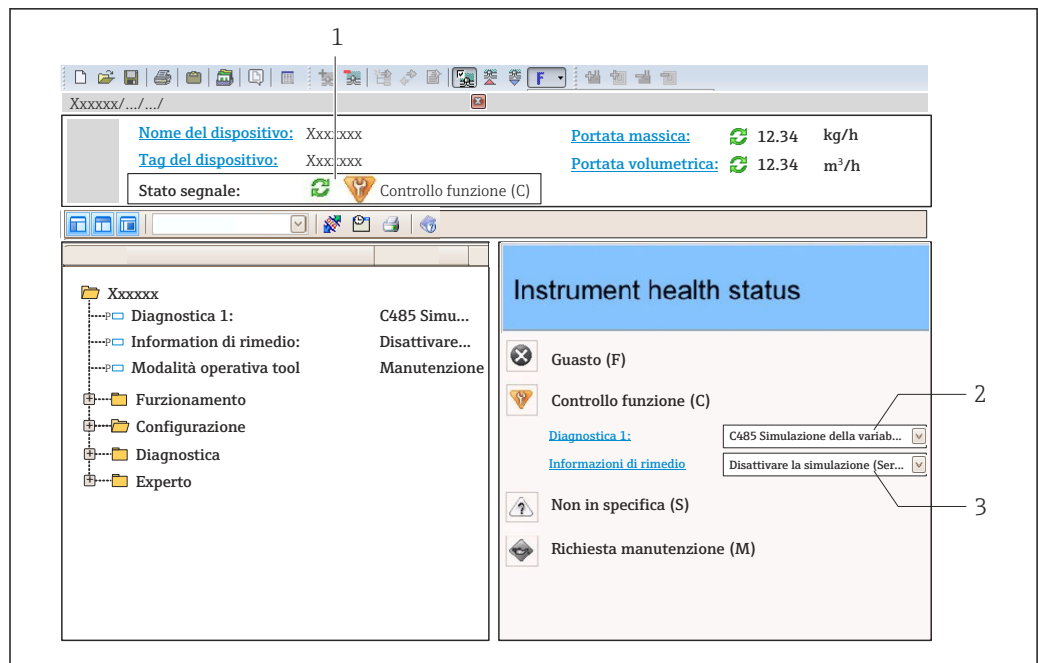 1
F
Xxxxxx/.../.../
Nome del dispositivo: Xxxxxxx Portata massica: 12.34 kg/h
Tag del dispositivo: Xxxxxxx Portata volumetrica: 12.34 m³/h
Stato segnale: Controllo funzione (C)
Xxxxxx
P Diagnostica 1: C485 Simu...
P Information di rimedio: Disattivare...
P Modalità operativa tool Manutenzione
Furzionamento
Configurazione
Diagnostica
Experto
Instrument health status
Guasto (F)
Controllo funzione (C)
Diagnostica 1: C485 Simulazione della variab... 2
Informazioni di rimedio Disattivare la simulazione (Ser...
Non in specifica (S) 3
Richiesta manutenzione (M)